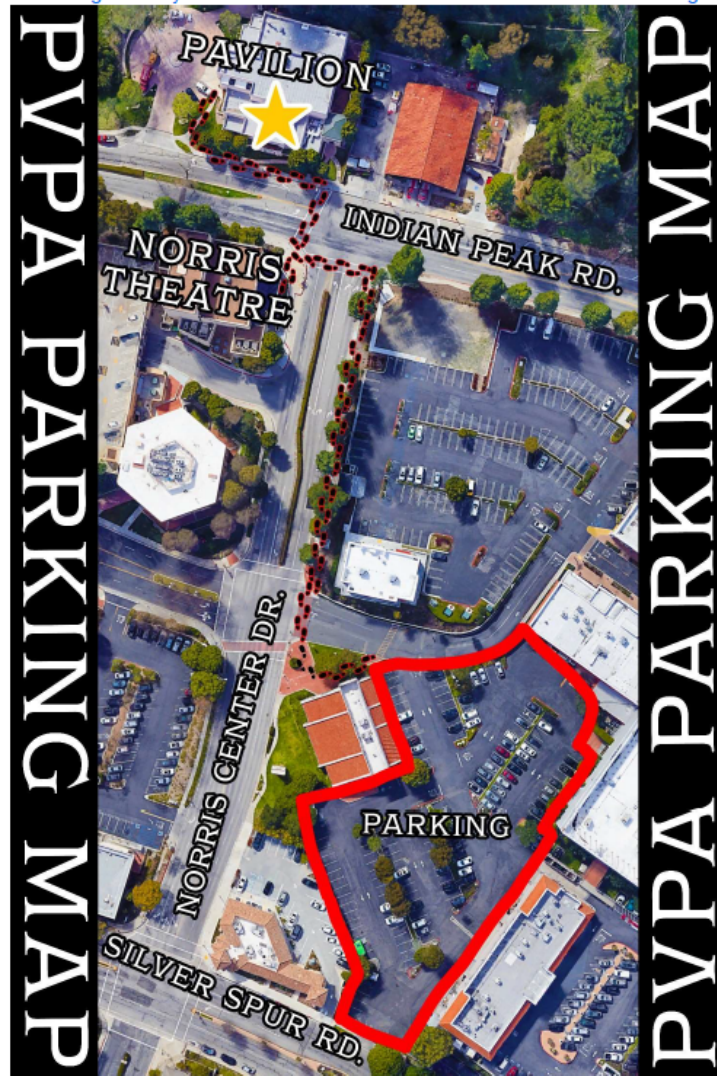 PVPA PARKING MAP
PAVILION
INDIAN PEAK RD.
NORRIS
THEATRE
NORRIS CENTER DR.
PARKING
SILVER SPUR RD.
PVPA PARKING MAP